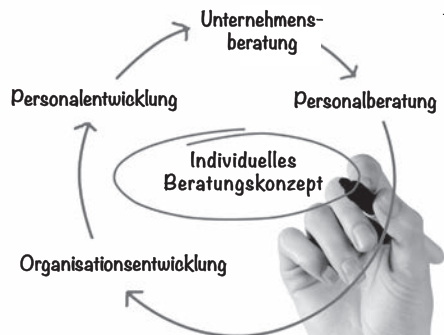 Unternehmens-
beratung
Personalentwicklung
Personalberatung
Individuelles
Beratungskonzept
Organisationsentwicklung